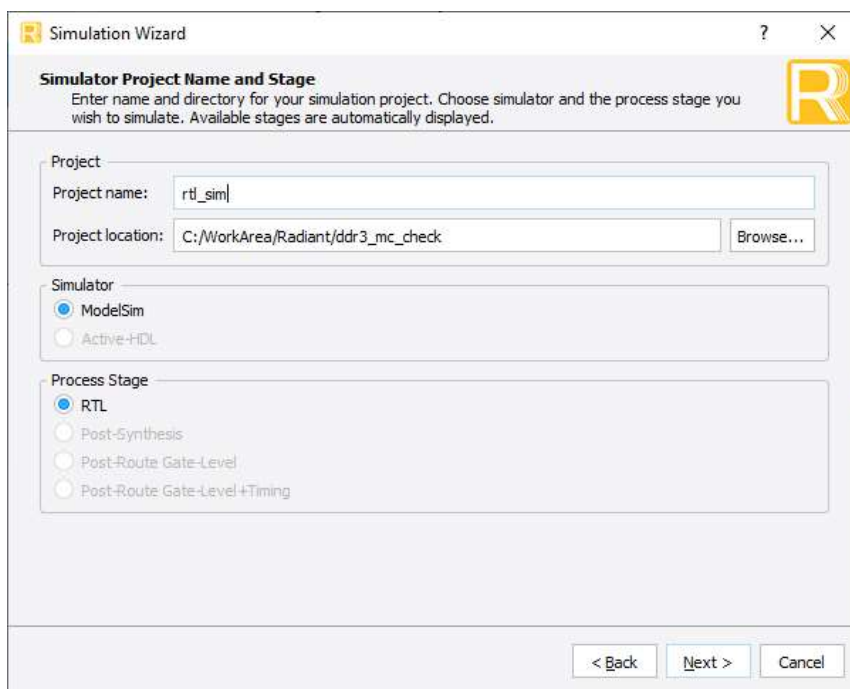 Simulation Wizard
?
Simulator Project Name and Stage
Enter name and directory for your simulation project. Choose simulator and the process stage you
wish to simulate. Available stages are automatically displayed.
Project
Project name: rtl_sim
Project location: C:/WorkArea/Radiant/ddr3_mc_check Browse...
Simulator
ModelSim
Active-HDL
Process Stage
RTL
Post-Synthesis
Post-Route Gate-Level
Post-Route Gate-Level+Timing
< Back Next > Cancel